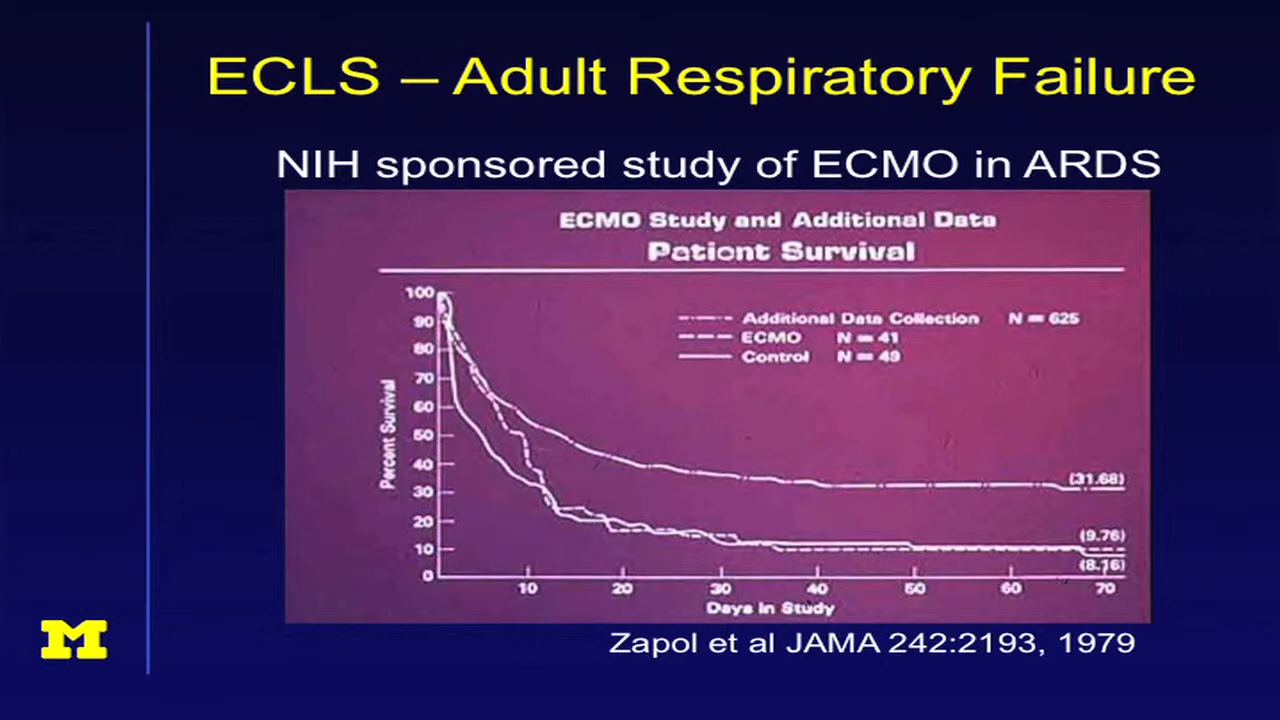 ECLS – Adult Respiratory Failure
NIH sponsored study of ECMO in ARDS
ECMO Study and Additional Data
Patient Survival
Additional Data Collection N = 625
ECMO N = 41
Control N = 49
Percent Survival
100
90
80
70
60
50
40
30
20
10
0
(31.68)
(9.76)
(8.16)
10 20 30 40 50 60 70
Days in Study
M
Zapol et al JAMA 242:2193, 1979